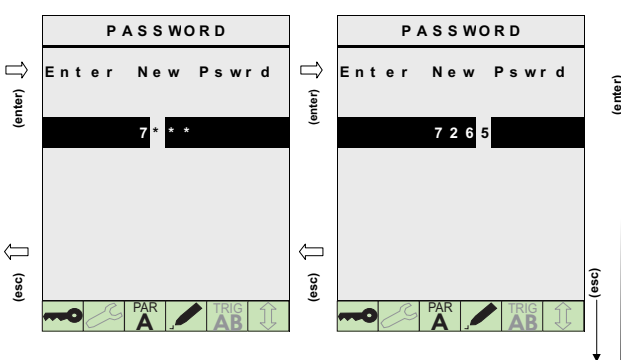 PASSWORD
Enter New Pswrd
(enter)
7***
(esc)
PAR
A
TRIG
AB
PASSWORD
Enter New Pswrd
(enter)
7265
(esc)
PAR
A
TRIG
AB
(enter)
(esc)